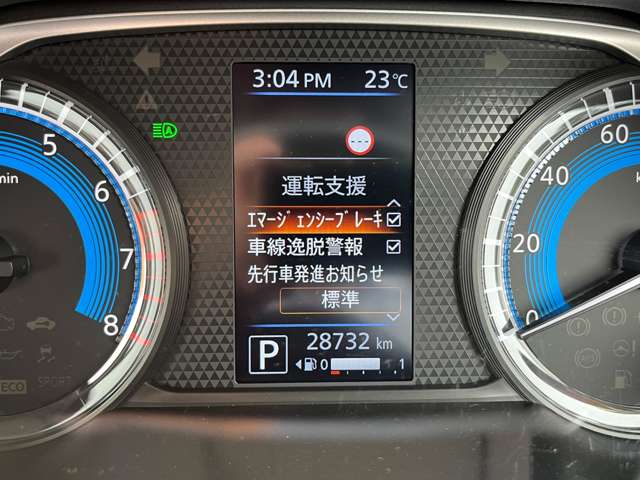 3:04 PM 23℃
運転支援
ｴﾏｰｼﾞｪﾝｼｰﾌﾞﾚｰｷ
車線逸脱警報
先行車発進お知らせ
標準
28732 km
P
0 1
5
6
7
8
min
A
ECO
SPORT
60
40
20
0